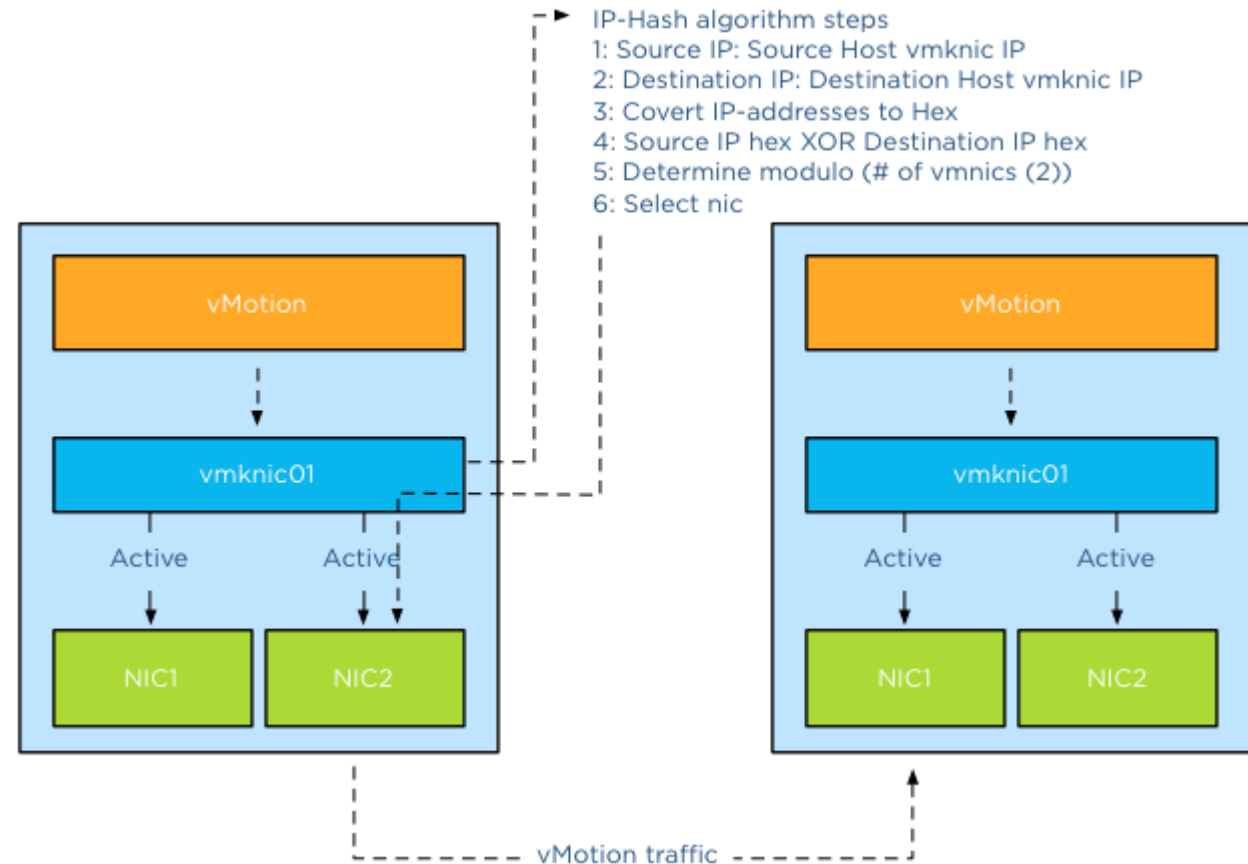 IP-Hash algorithm steps
1: Source IP: Source Host vmknic IP
2: Destination IP: Destination Host vmknic IP
3: Covert IP-addresses to Hex
4: Source IP hex XOR Destination IP hex
5: Determine modulo (# of vmnics (2))
6: Select nic
vMotion
vmknic01
Active
Active
NIC1
NIC2
vMotion
vmknic01
Active
Active
NIC1
NIC2
vMotion traffic